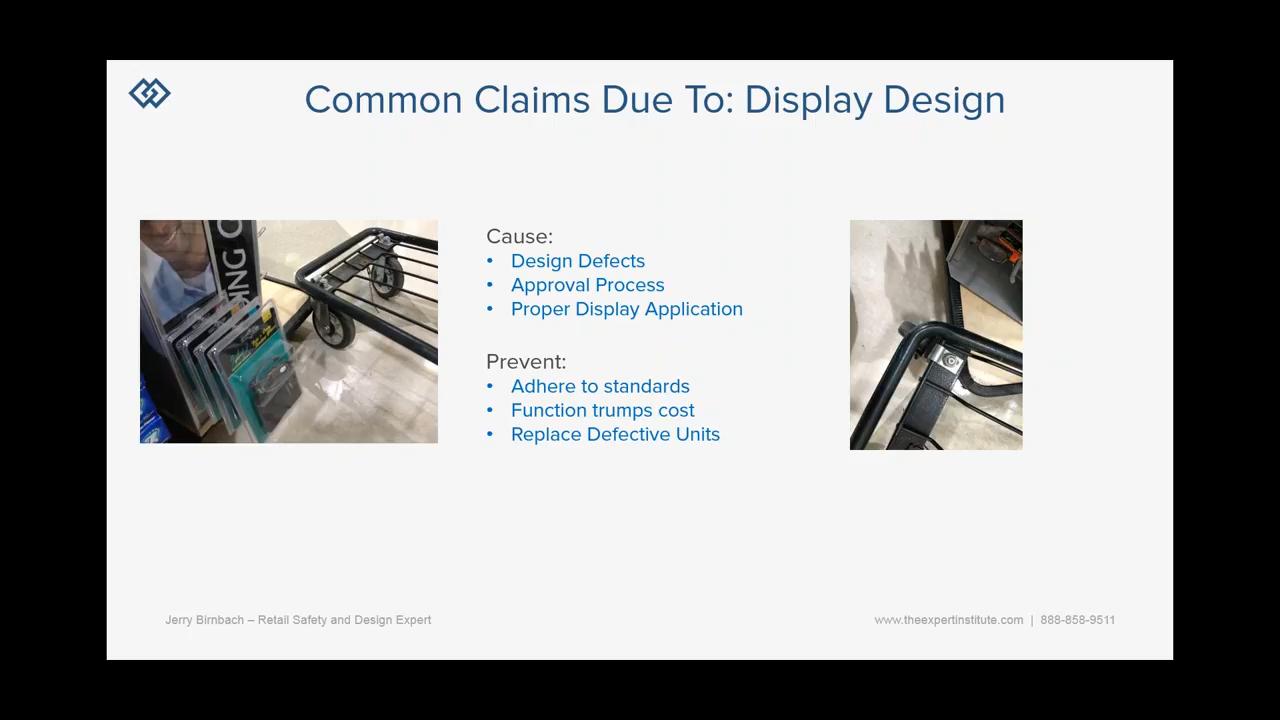 Common Claims Due To: Display Design
Cause:
• Design Defects
• Approval Process
• Proper Display Application
Prevent:
• Adhere to standards
• Function trumps cost
• Replace Defective Units
Jerry Birnbach – Retail Safety and Design Expert
www.theexpertinstitute.com | 888-858-9511